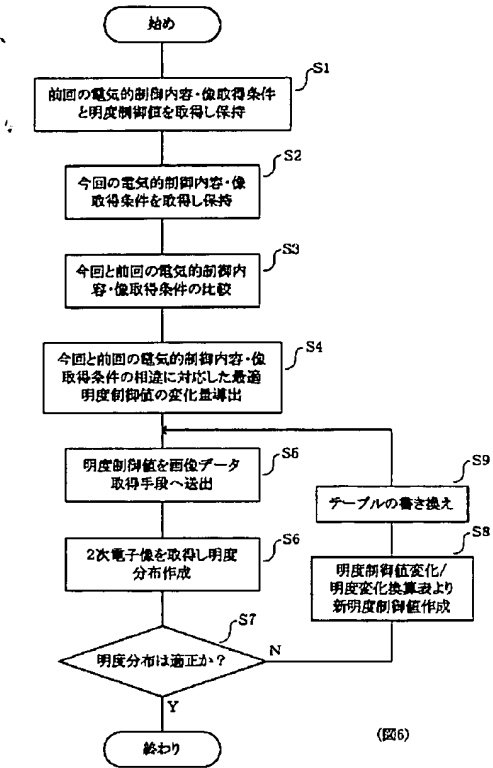 始め
S1
前回の電気的制御内容・像取得条件
と明度制御値を取得し保持
S2
今回の電気的制御内容・像
取得条件を取得し保持
S3
今回と前回の電気的制御内
容・像取得条件の比較
S4
今回と前回の電気的制御内容・像
取得条件の相違に対応した最適
明度制御値の変化量導出
S5
明度制御値を画像データ
取得手段へ送出
S9
テーブルの書き換え
S6
2次電子像を取得し明度
分布作成
S8
明度制御値変化/
明度変化換算表より
新明度制御値作成
S7
明度分布は適正か?
N
Y
終わり
(図6)